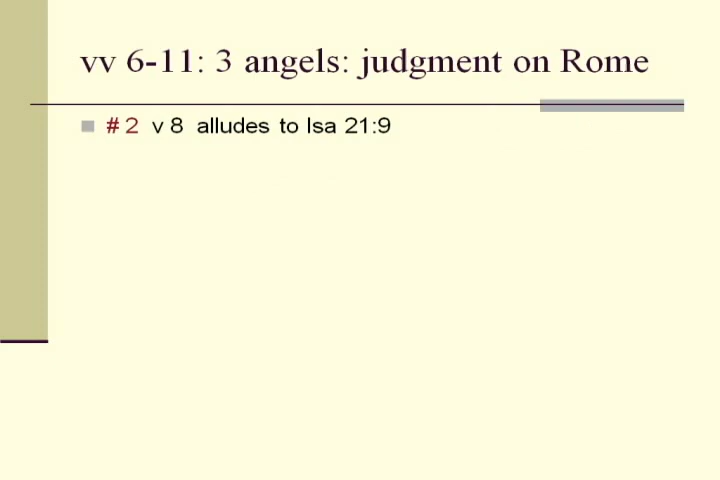 vv 6-11: 3 angels: judgment on Rome
# 2 v 8 alludes to Isa 21:9